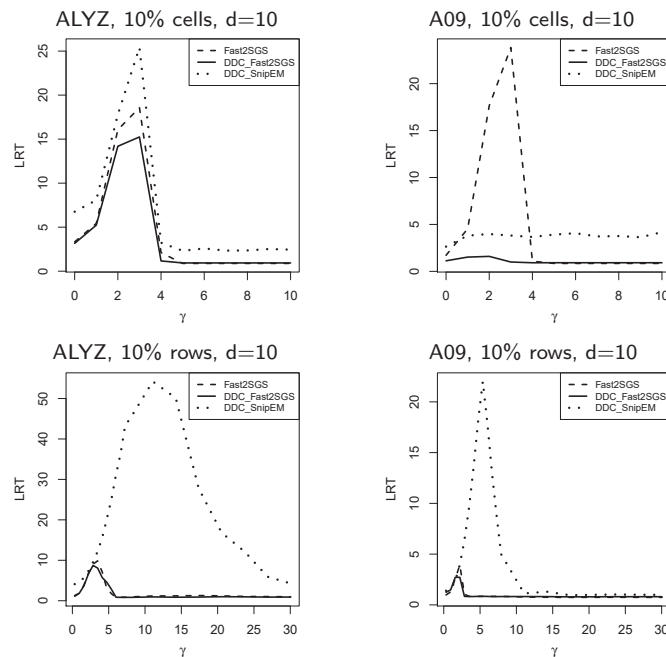 ALYZ, 10% cells, d=10
LRT
0 5 10 15 20 25
0 2 4 6 8 10
γ
Fast2SGS
DDC_Fast2SGS
DDC_SnipEM
A09, 10% cells, d=10
LRT
0 5 10 15 20
0 2 4 6 8 10
γ
Fast2SGS
DDC_Fast2SGS
DDC_SnipEM
ALYZ, 10% rows, d=10
LRT
0 10 20 30 40 50
0 5 10 15 20 25 30
γ
Fast2SGS
DDC_Fast2SGS
DDC_SnipEM
A09, 10% rows, d=10
LRT
0 5 10 15 20
0 5 10 15 20 25 30
γ
Fast2SGS
DDC_Fast2SGS
DDC_SnipEM